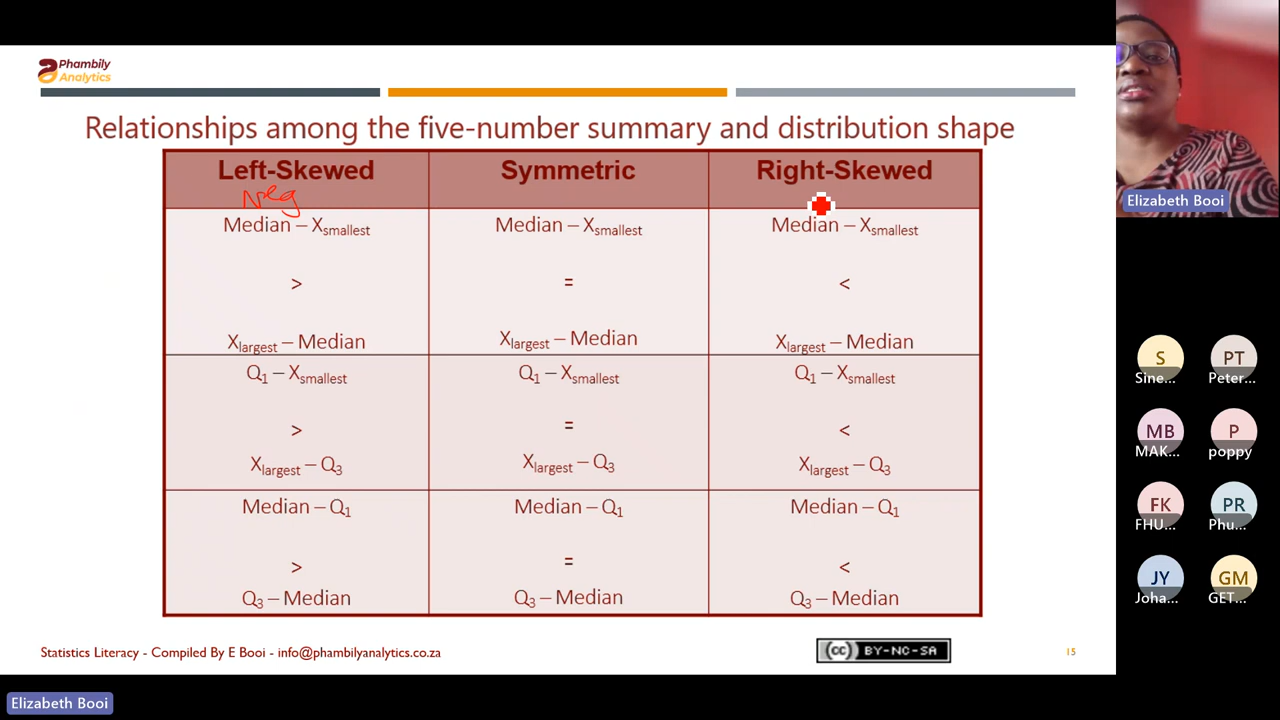 Phambily
Analytics
Relationships among the five-number summary and distribution shape
Left-Skewed Symmetric Right-Skewed
Neg
Median – Xsmallest Median – Xsmallest Median – Xsmallest
> = <
Xlargest – Median Xlargest – Median Xlargest – Median
Q1 – Xsmallest Q1 – Xsmallest Q1 – Xsmallest
> = <
Xlargest – Q3 Xlargest – Q3 Xlargest – Q3
Median – Q1 Median – Q1 Median – Q1
> = <
Q3 – Median Q3 – Median Q3 – Median
Statistics Literacy - Compiled By E Booi - info@phambilyanalytics.co.za
cc BY-NC-SA
15
Elizabeth Booi
Elizabeth Booi
S PT
Sine... Peter...
MB P
MAK... poppy
FK PR
FHU... Phu...
JY GM
Joha... GET...